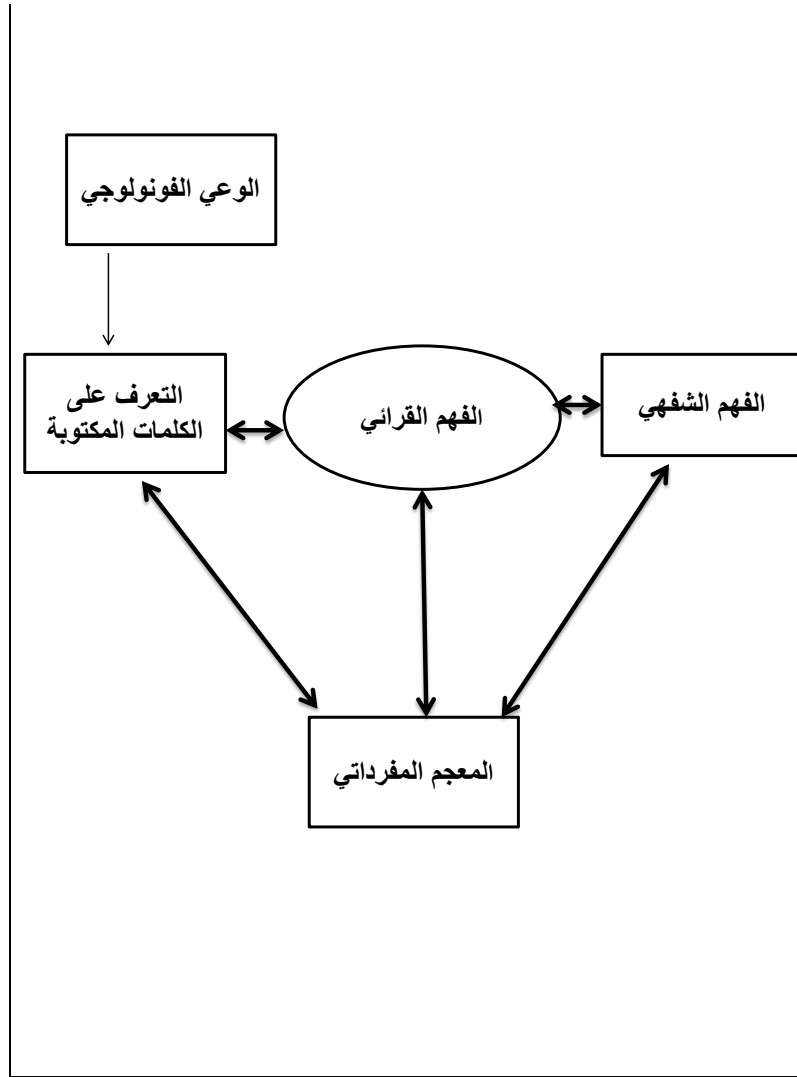 الوعي الفونولوجي
التعرف على
الكلمات المكتوبة
الفهم القرائي
الفهم الشفهي
المعجم المفرداتي